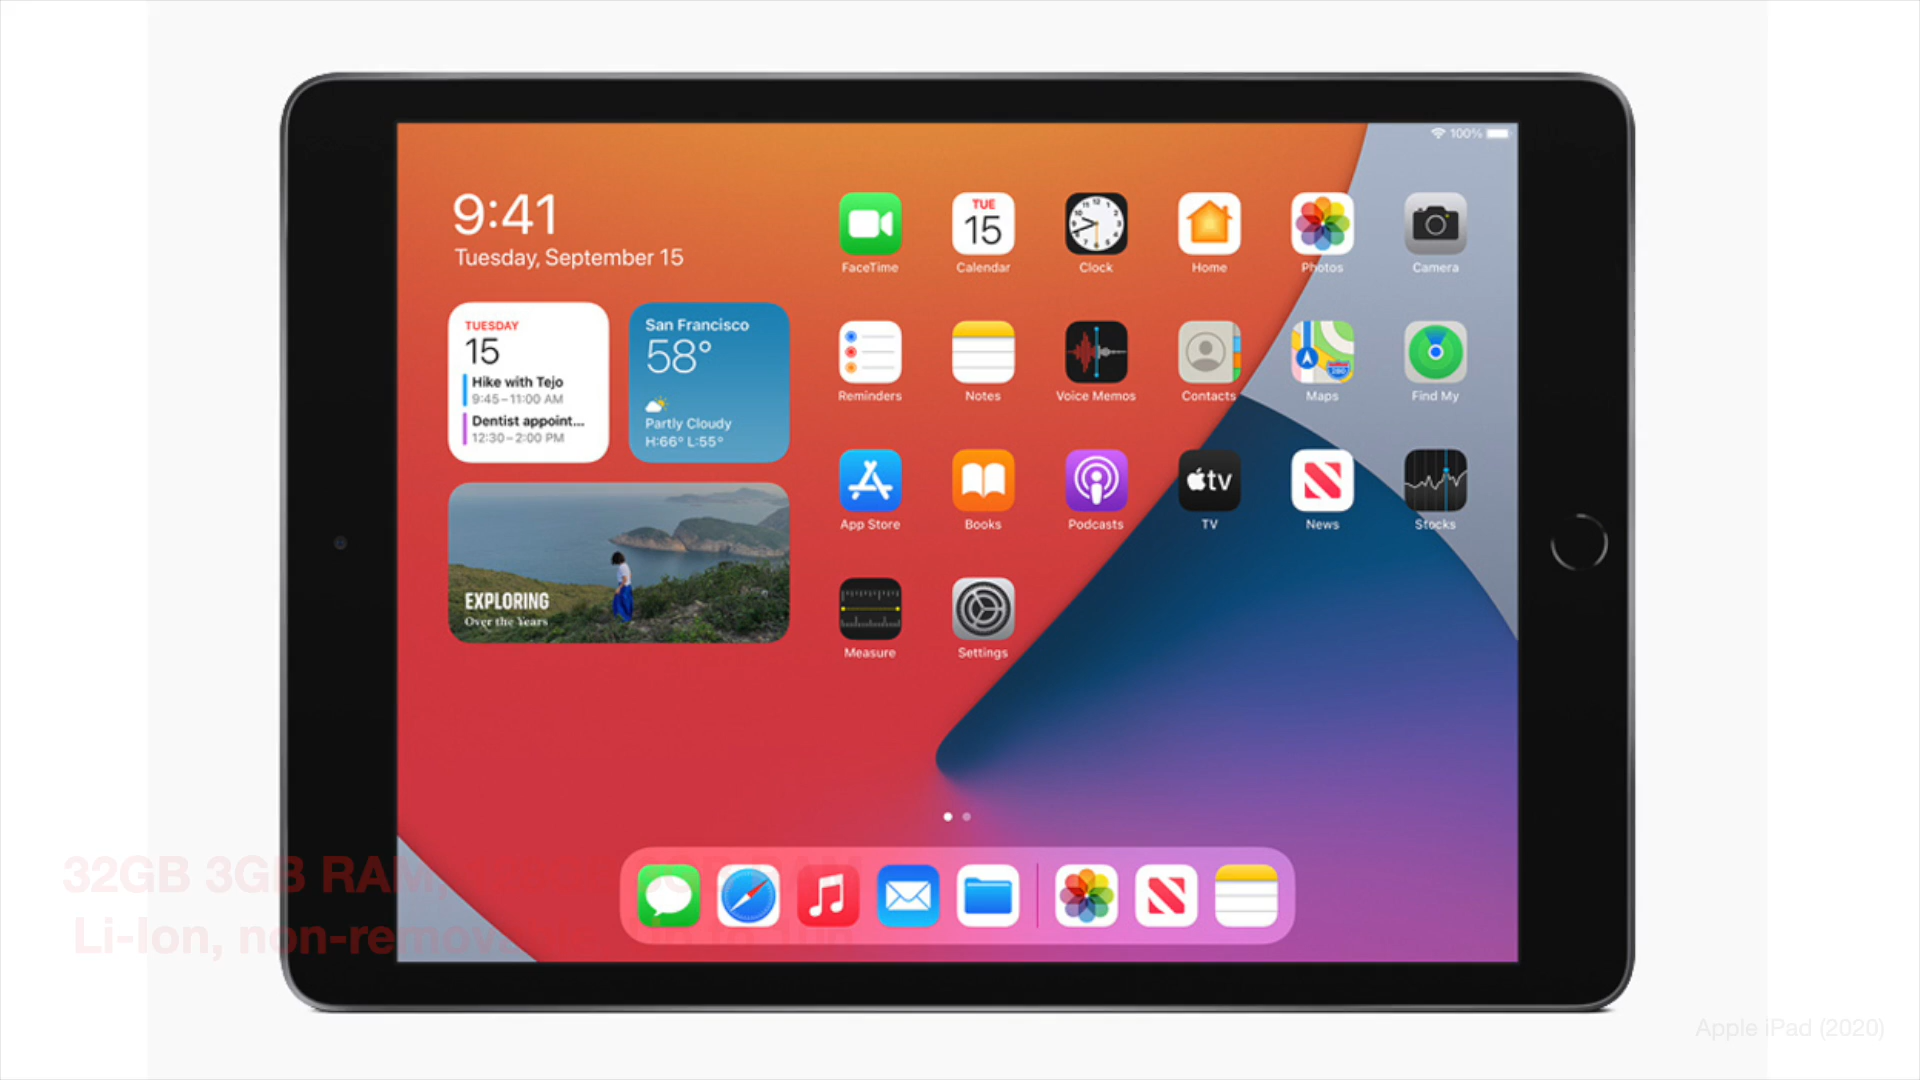 100%
9:41
Tuesday, September 15
TUE
15
FaceTime
Calendar
Clock
Home
Photos
Camera
TUESDAY
15
Hike with Tejo
9:45–11:00 AM
Dentist appoint...
12:30–2:00 PM
San Francisco
58°
Partly Cloudy
H:66° L:55°
Reminders
Notes
Voice Memos
Contacts
Maps
Find My
tv
App Store
Books
Podcasts
TV
News
Stocks
EXPLORING
Over the Years
Measure
Settings
32GB 3GB RAM,
Li-Ion,
Apple iPad (2020)